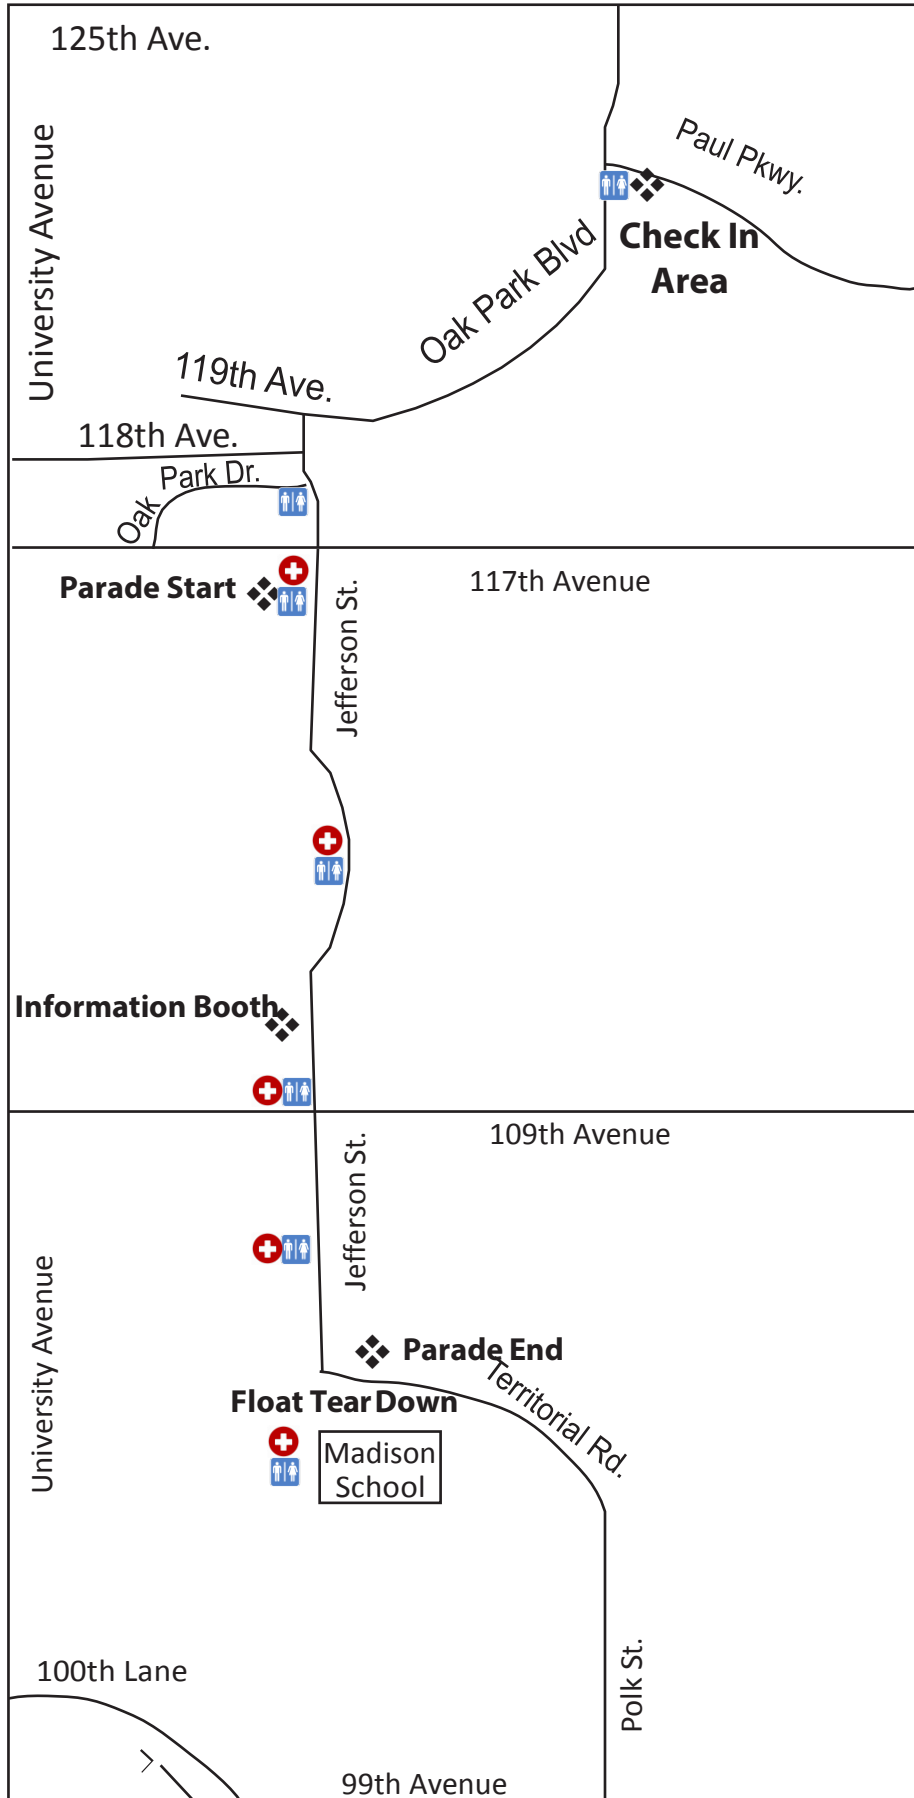 125th Ave.
University Avenue
Paul Pkwy.
Check In
Area
Oak Park Blvd
119th Ave.
118th Ave.
Oak Park Dr.
Parade Start
117th Avenue
Jefferson St.
Information Booth
109th Avenue
Jefferson St.
University Avenue
Parade End
Territorial Rd.
Float Tear Down
Madison
School
Polk St.
100th Lane
99th Avenue